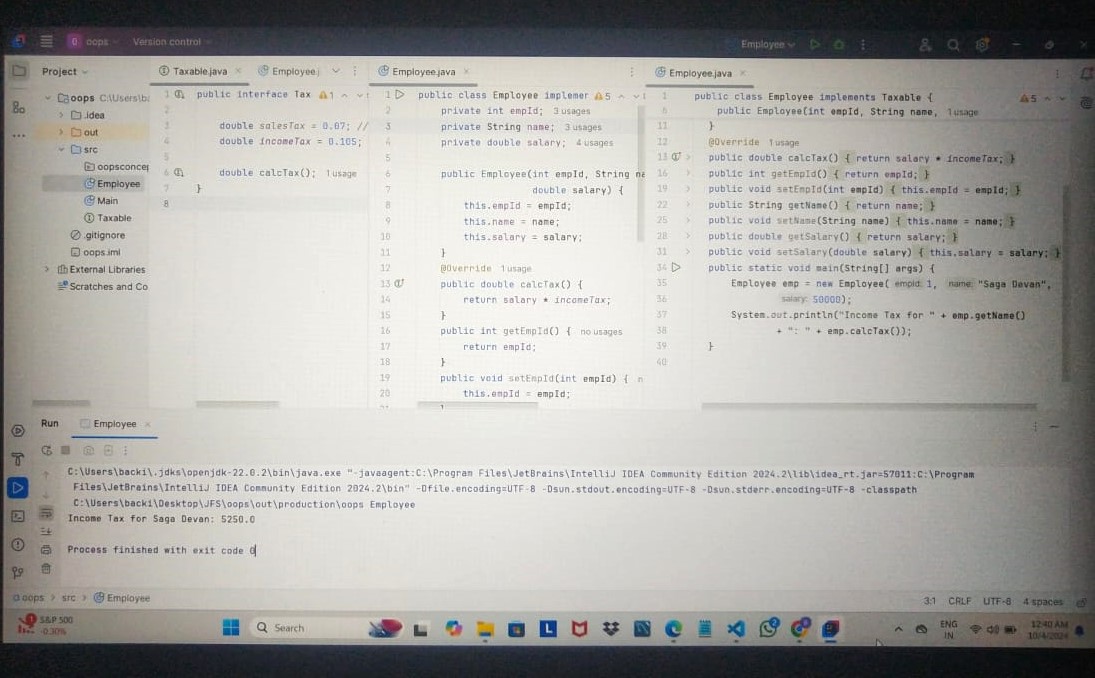 oops
Version control
Employee
Project
oops C:\Users\b
.idea
out
src
oopsconcep
Employee
Main
Taxable
.gitignore
oops.iml
External Libraries
Scratches and Co
Taxable.java
Employee.j
1 public interface Tax 1
2
3 double salesTax = 0.07; //
4 double incomeTax = 0.105;
5
6 double calcTax(); 1 usage
7 }
8
Employee.java
1 public class Employee implemen 5
2 private int empId; 3 usages
3 private String name; 3 usages
4 private double salary; 4 usages
5
6 public Employee(int empId, String na
7 double salary) {
8 this.empId = empId;
9 this.name = name;
10 this.salary = salary;
11 }
12 @Override 1 usage
13 public double calcTax() {
14 return salary * incomeTax;
15 }
16 public int getEmpId() { no usages
17 return empId;
18 }
19 public void setEmpId(int empId) { n
20 this.empId = empId;
Employee.java
1 public class Employee implements Taxable { 5
6 public Employee(int empId, String name, 1 usage
11 }
12 @Override 1 usage
13 public double calcTax() { return salary * incomeTax; }
16 public int getEmpId() { return empId; }
19 public void setEmpId(int empId) { this.empId = empId; }
22 public String getName() { return name; }
25 public void setName(String name) { this.name = name; }
28 public double getSalary() { return salary; }
31 public void setSalary(double salary) { this.salary = salary; }
34 public static void main(String[] args) {
35 Employee emp = new Employee( empId: 1, name: "Saga Devan",
36 salary: 50000);
37 System.out.println("Income Tax for " + emp.getName()
38 + ": " + emp.calcTax());
39 }
40
Run
Employee
C:\Users\backi\.jdks\openjdk-22.0.2\bin\java.exe "-javaagent:C:\Program Files\JetBrains\IntelliJ IDEA Community Edition 2024.2\lib\idea_rt.jar=57011:C:\Program
Files\JetBrains\IntelliJ IDEA Community Edition 2024.2\bin" -Dfile.encoding=UTF-8 -Dsun.stdout.encoding=UTF-8 -Dsun.stderr.encoding=UTF-8 -classpath
C:\Users\backi\Desktop\JFS\oops\out\production\oops Employee
Income Tax for Saga Devan: 5250.0
Process finished with exit code 0
oops > src > Employee
3:1 CRLF UTF-8 4 spaces
S&P 500
-0.30%
Search
ENG
IN
12:40 AM
10/4/2024